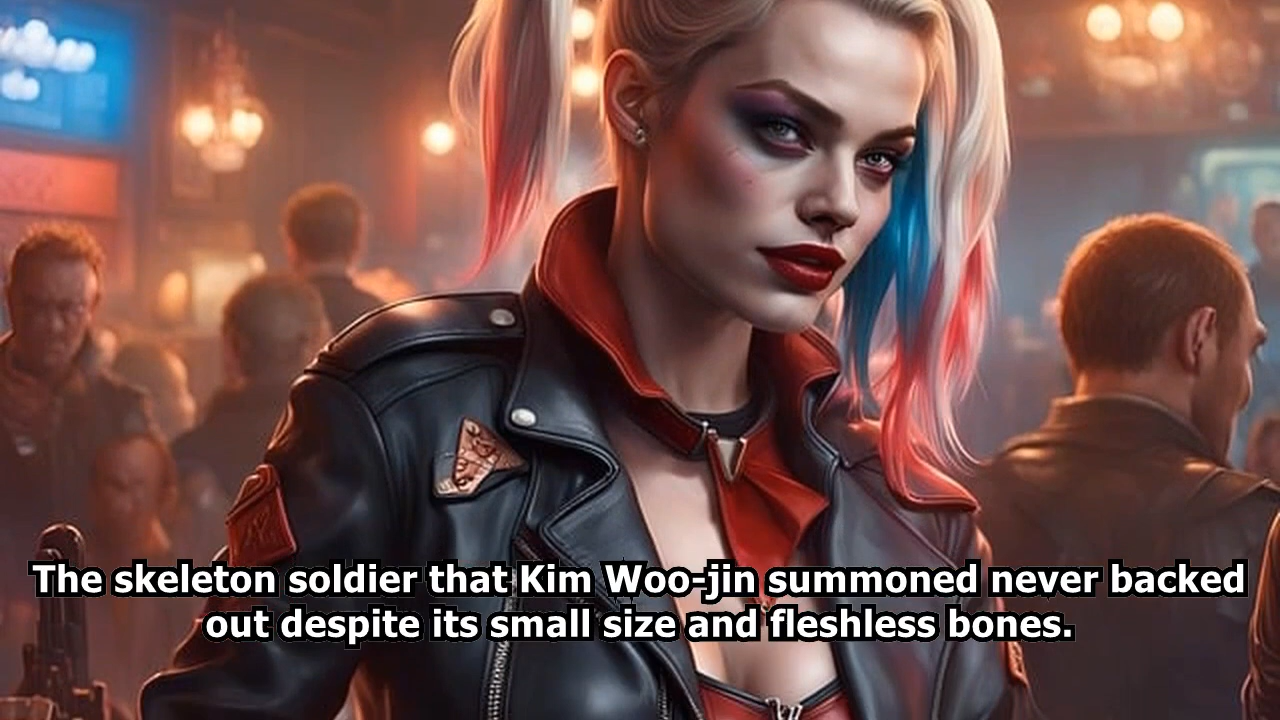 The skeleton soldier that Kim Woo-jin summoned never backed
out despite its small size and fleshless bones.